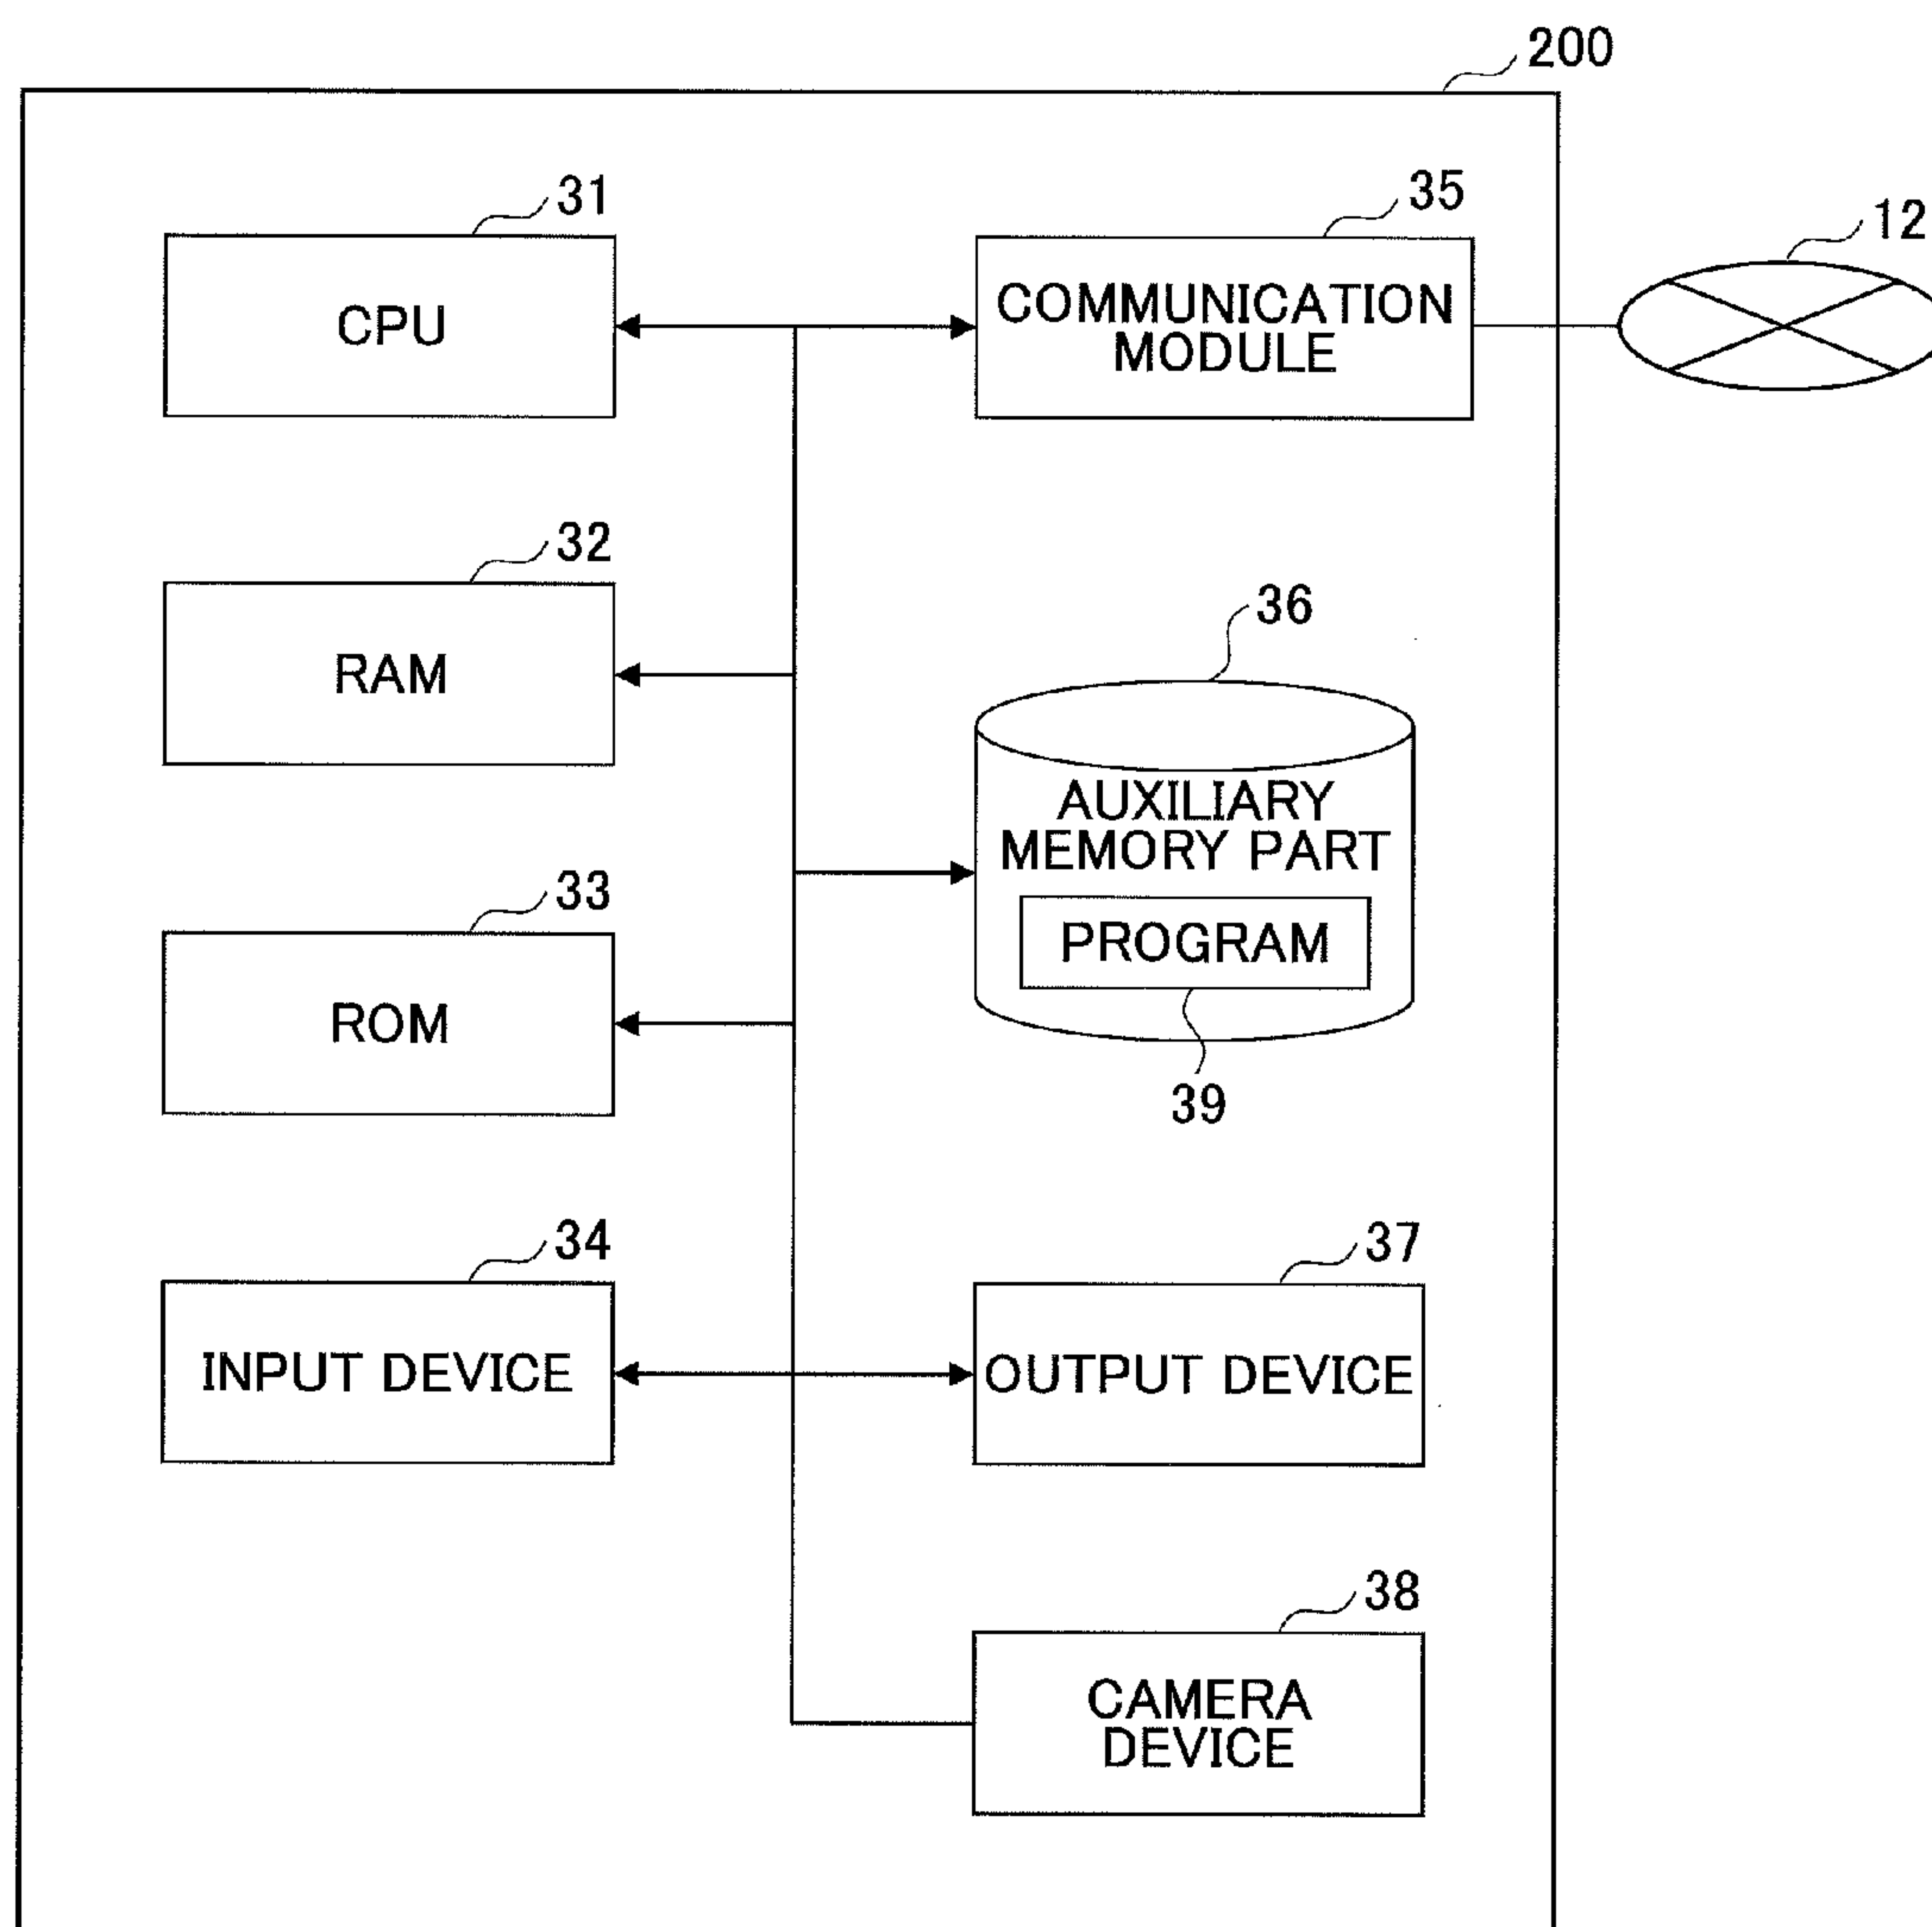 200
31
CPU
35
COMMUNICATION
MODULE
12
32
RAM
36
AUXILIARY
MEMORY PART
PROGRAM
39
33
ROM
34
INPUT DEVICE
37
OUTPUT DEVICE
38
CAMERA
DEVICE